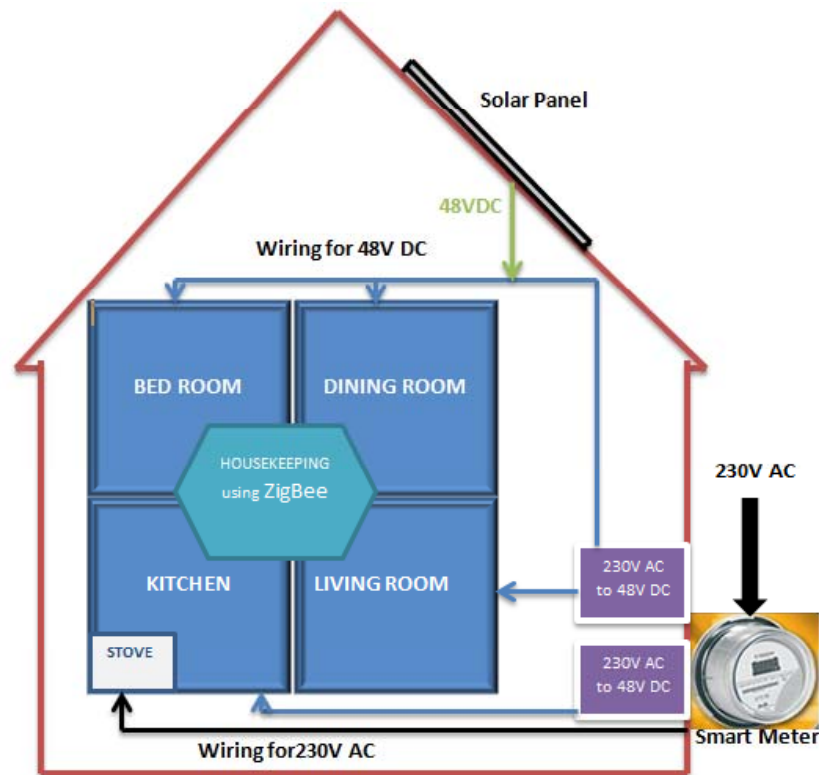 Solar Panel
48VDC
Wiring for 48V DC
BED ROOM
DINING ROOM
HOUSEKEEPING
using ZigBee
230V AC
KITCHEN
LIVING ROOM
230V AC
to 48V DC
STOVE
230V AC
to 48V DC
Smart Meter
Wiring for230V AC